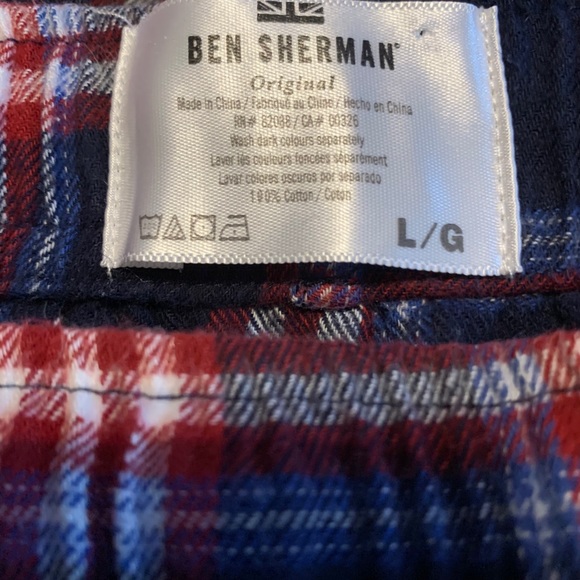 BEN SHERMAN®
Original
Made in China / Fabriqué au Chine / Hecho en China
RN# 82088 / CA# 00326
Wash dark colours separately
Laver les couleurs foncées séparément
Lavar colores oscuros por separado
100% Cotton / Coton
L/G